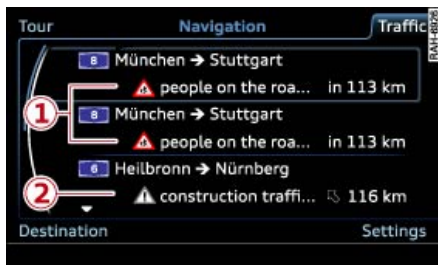 Tour Navigation Traffic
8 München → Stuttgart
people on the roa... in 113 km
1
8 München → Stuttgart
people on the roa... in 113 km
6 Heilbronn → Nürnberg
2
construction traffi... 116 km
Destination Settings
RAH-6926